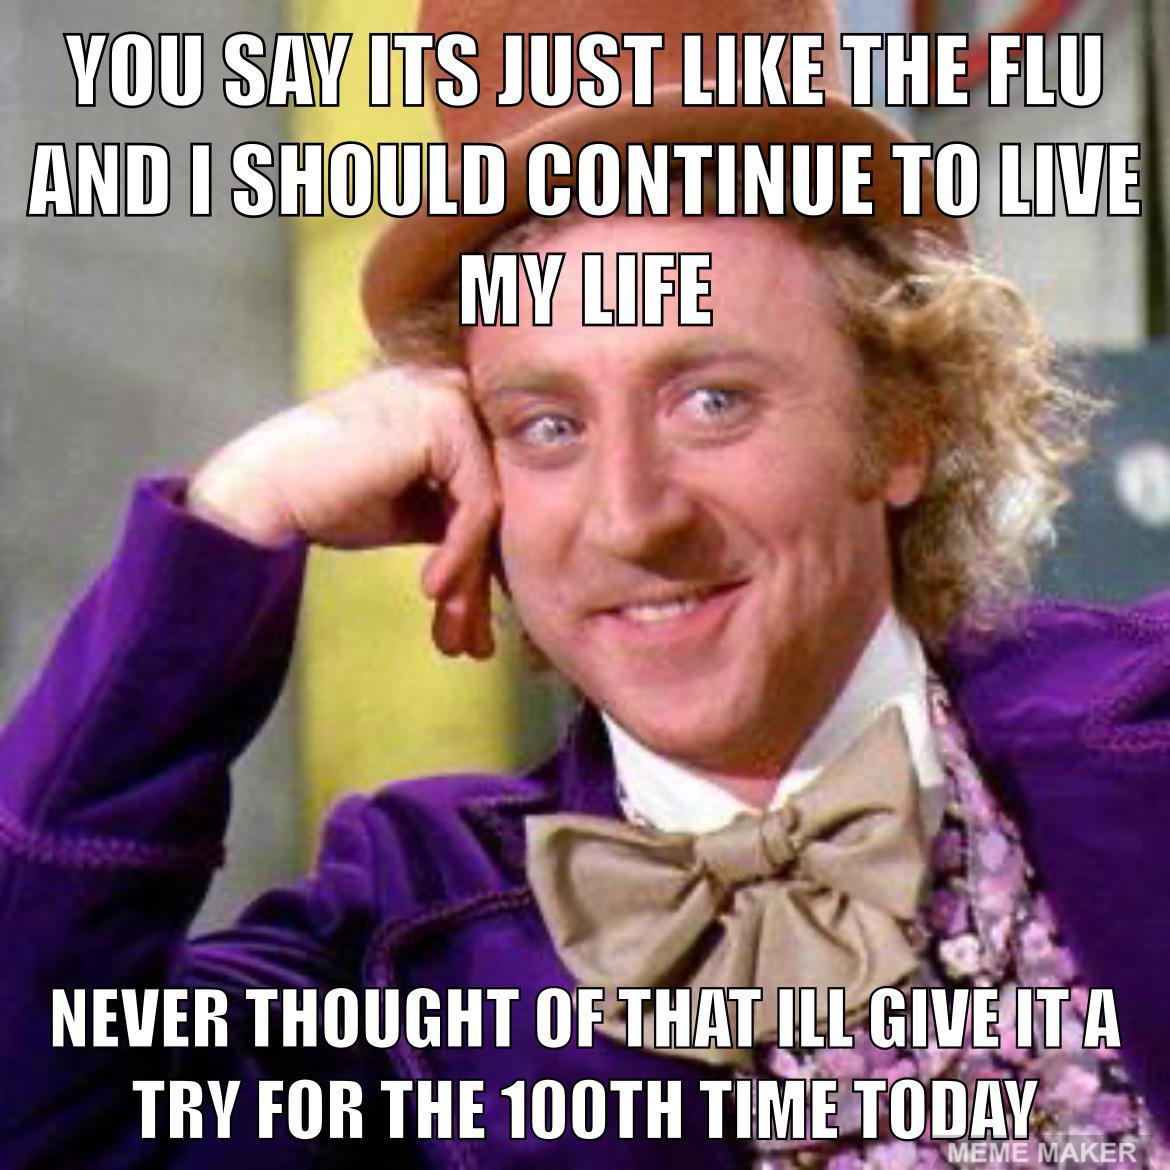 YOU SAY ITS JUST LIKE THE FLU
AND I SHOULD CONTINUE TO LIVE
MY LIFE
NEVER THOUGHT OF THAT ILL GIVE IT A
TRY FOR THE 100TH TIME TODAY
MEME MAKER